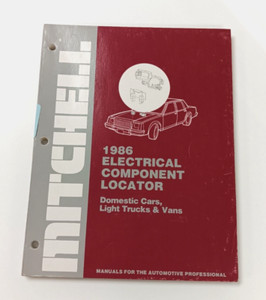 MITCHELL
1986
ELECTRICAL
COMPONENT
LOCATOR
Domestic Cars,
Light Trucks & Vans
MANUALS FOR THE AUTOMOTIVE PROFESSIONAL